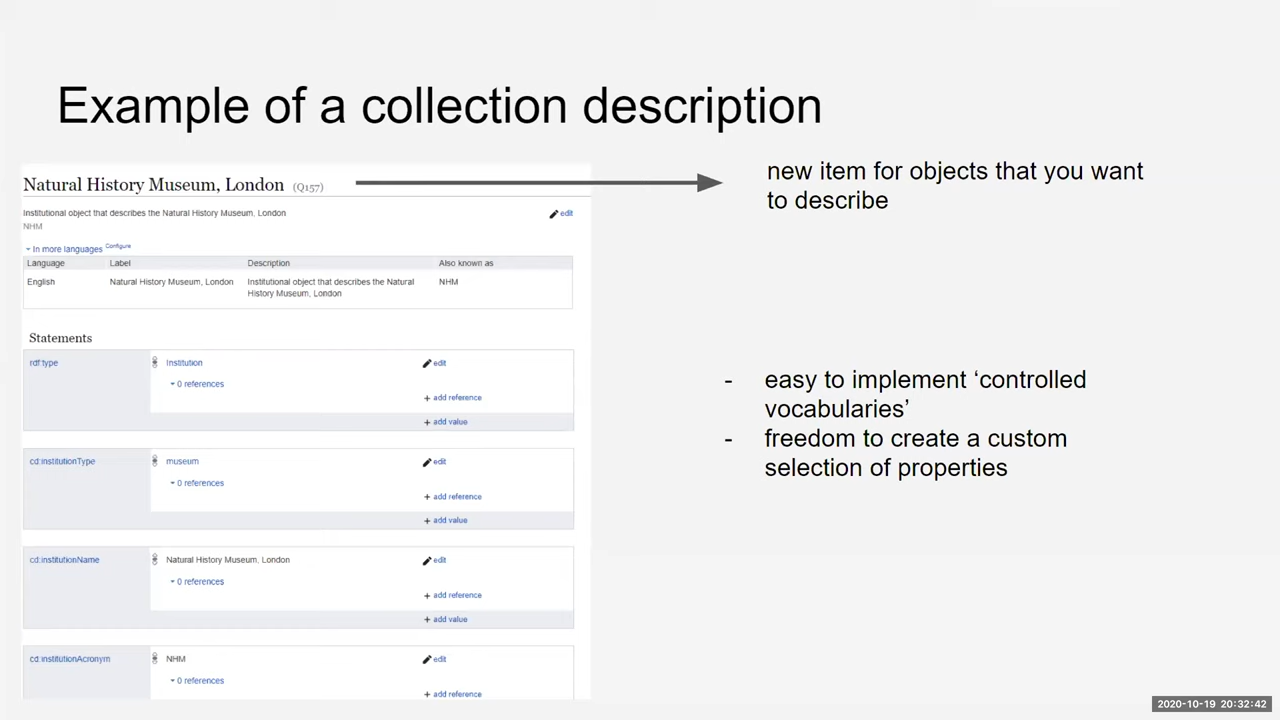 Example of a collection description
Natural History Museum, London (Q157)
new item for objects that you want
to describe
Institutional object that describes the Natural History Museum, London
edit
NHM
In more languages Configure
Language Label Description Also known as
English Natural History Museum, London Institutional object that describes the Natural NHM
History Museum, London
Statements
rdf:type Institution edit
0 references
+ add reference
+ add value
- easy to implement ‘controlled
vocabularies’
- freedom to create a custom
selection of properties
cd:institutionType museum edit
0 references
+ add reference
+ add value
cd:institutionName Natural History Museum, London edit
0 references
+ add reference
+ add value
cd:institutionAcronym NHM edit
0 references
+ add reference
2020-10-19 20:32:42